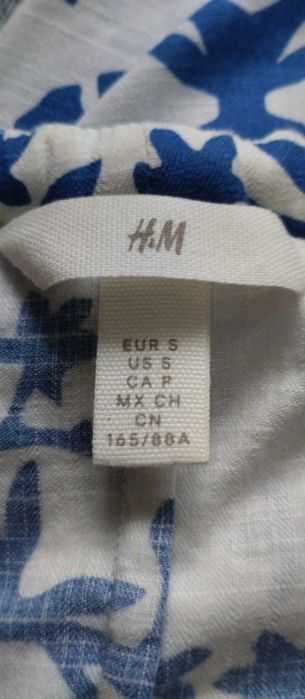 H&M
EUR S
US S
CA P
MX CH
CN
165/88A